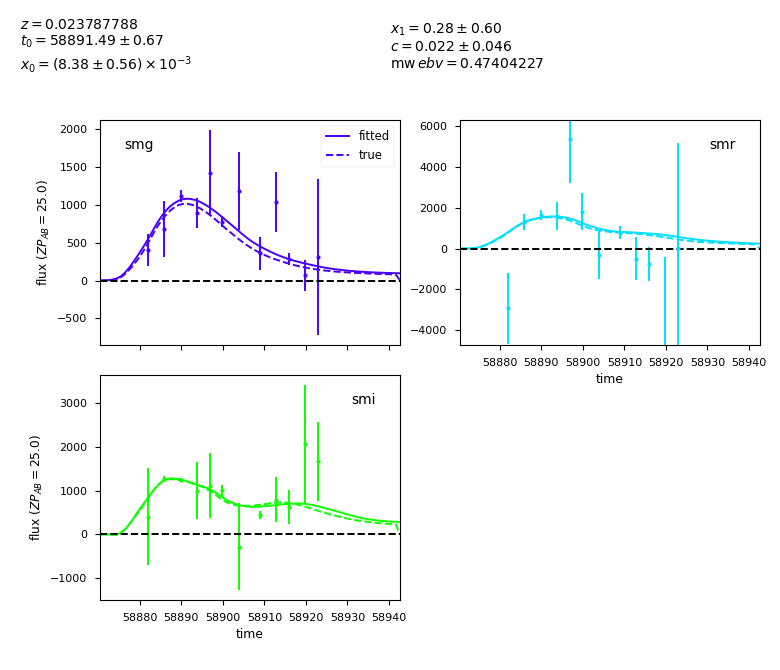 z = 0.023787788
t₀ = 58891.49 ± 0.67
x₀ = (8.38 ± 0.56) × 10⁻³
x₁ = 0.28 ± 0.60
c = 0.022 ± 0.046
mw ebv = 0.47404227
smg
fitted
true
2000
1500
1000
500
0
−500
flux (ZP_AB = 25.0)
smr
6000
4000
2000
0
−2000
−4000
58880 58890 58900 58910 58920 58930 58940
time
smi
3000
2000
1000
0
−1000
flux (ZP_AB = 25.0)
58880 58890 58900 58910 58920 58930 58940
time